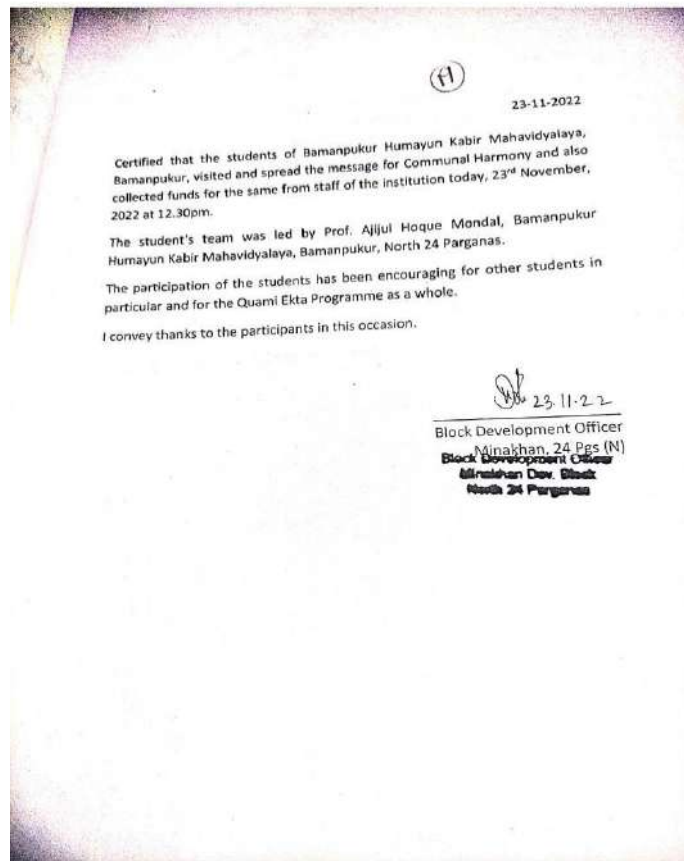 23-11-2022
Certified that the students of Bamanpukur Humayun Kabir Mahavidyalaya,
Bamanpukur, visited and spread the message for Communal Harmony and also
collected funds for the same from staff of the institution today, 23rd November,
2022 at 12.30pm.
The student's team was led by Prof. Ajijul Hoque Mondal, Bamanpukur
Humayun Kabir Mahavidyalaya, Bamanpukur, North 24 Parganas.
The participation of the students has been encouraging for other students in
particular and for the Quami Ekta Programme as a whole.
I convey thanks to the participants in this occasion.
23.11.22
Block Development Officer
Minakhan, 24 Pgs (N)
Block Development Officer
Minakhan Dev. Block
North 24 Parganas